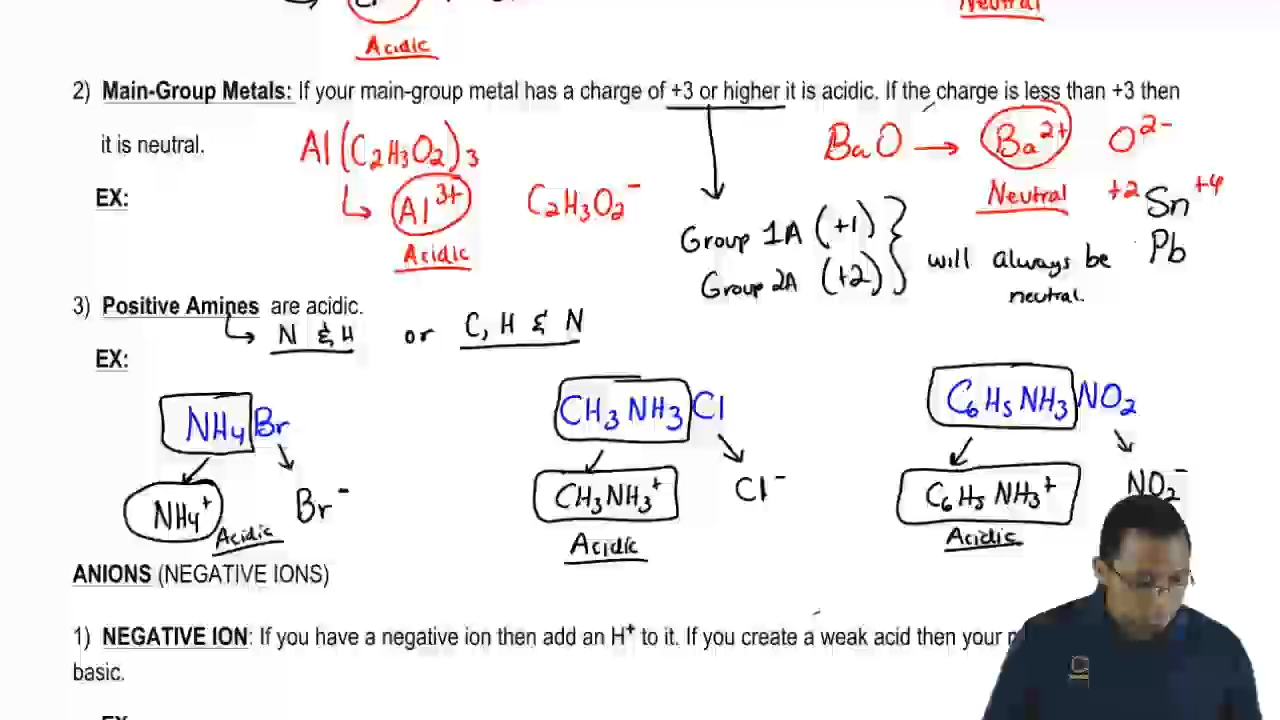 Neutral
Acidic
2) Main-Group Metals: If your main-group metal has a charge of +3 or higher it is acidic. If the charge is less than +3 then
it is neutral.
Al(C₂H₃O₂)₃
BaO → Ba²⁺ O²⁻
EX:
Al³⁺ C₂H₃O₂⁻
Neutral
+2 Sn +4
Pb
Acidic
Group 1A (+1)
Group 2A (+2)
will always be
neutral.
3) Positive Amines are acidic.
N & H or C, H & N
EX:
NH₄Br
CH₃NH₃Cl
C₆H₅NH₃NO₂
NH₄⁺ Br⁻
Acidic
CH₃NH₃⁺ Cl⁻
Acidic
C₆H₅NH₃⁺ NO₂⁻
Acidic
ANIONS (NEGATIVE IONS)
1) NEGATIVE ION: If you have a negative ion then add an H⁺ to it. If you create a weak acid then your
basic.